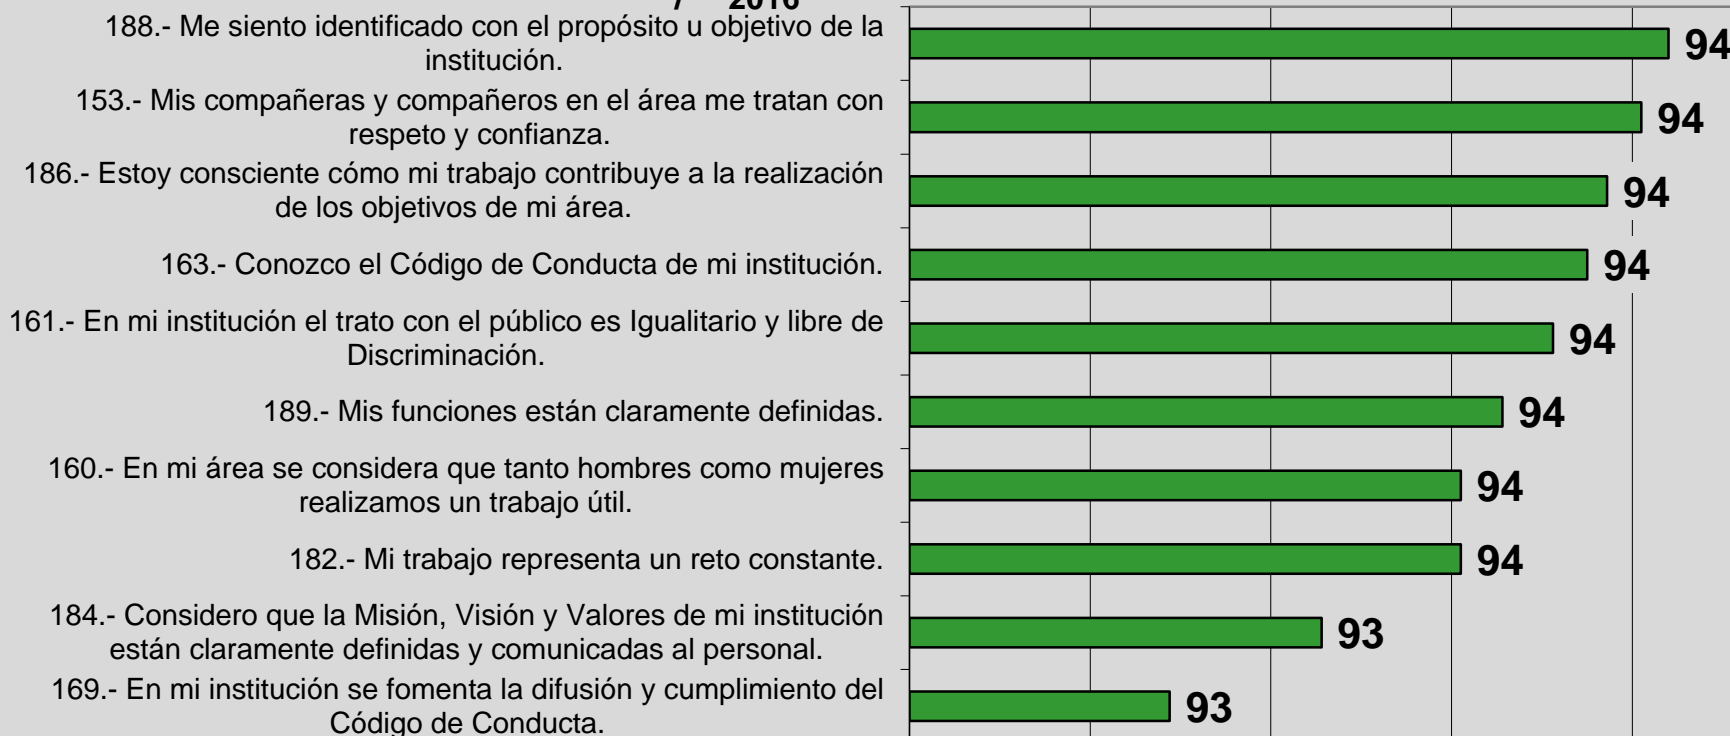 2016
188.- Me siento identificado con el propósito u objetivo de la
institución.
94
153.- Mis compañeras y compañeros en el área me tratan con
respeto y confianza.
94
186.- Estoy consciente cómo mi trabajo contribuye a la realización
de los objetivos de mi área.
94
163.- Conozco el Código de Conducta de mi institución.
94
161.- En mi institución el trato con el público es Igualitario y libre de
Discriminación.
94
189.- Mis funciones están claramente definidas.
94
160.- En mi área se considera que tanto hombres como mujeres
realizamos un trabajo útil.
94
182.- Mi trabajo representa un reto constante.
94
184.- Considero que la Misión, Visión y Valores de mi institución
están claramente definidas y comunicadas al personal.
93
169.- En mi institución se fomenta la difusión y cumplimiento del
Código de Conducta.
93